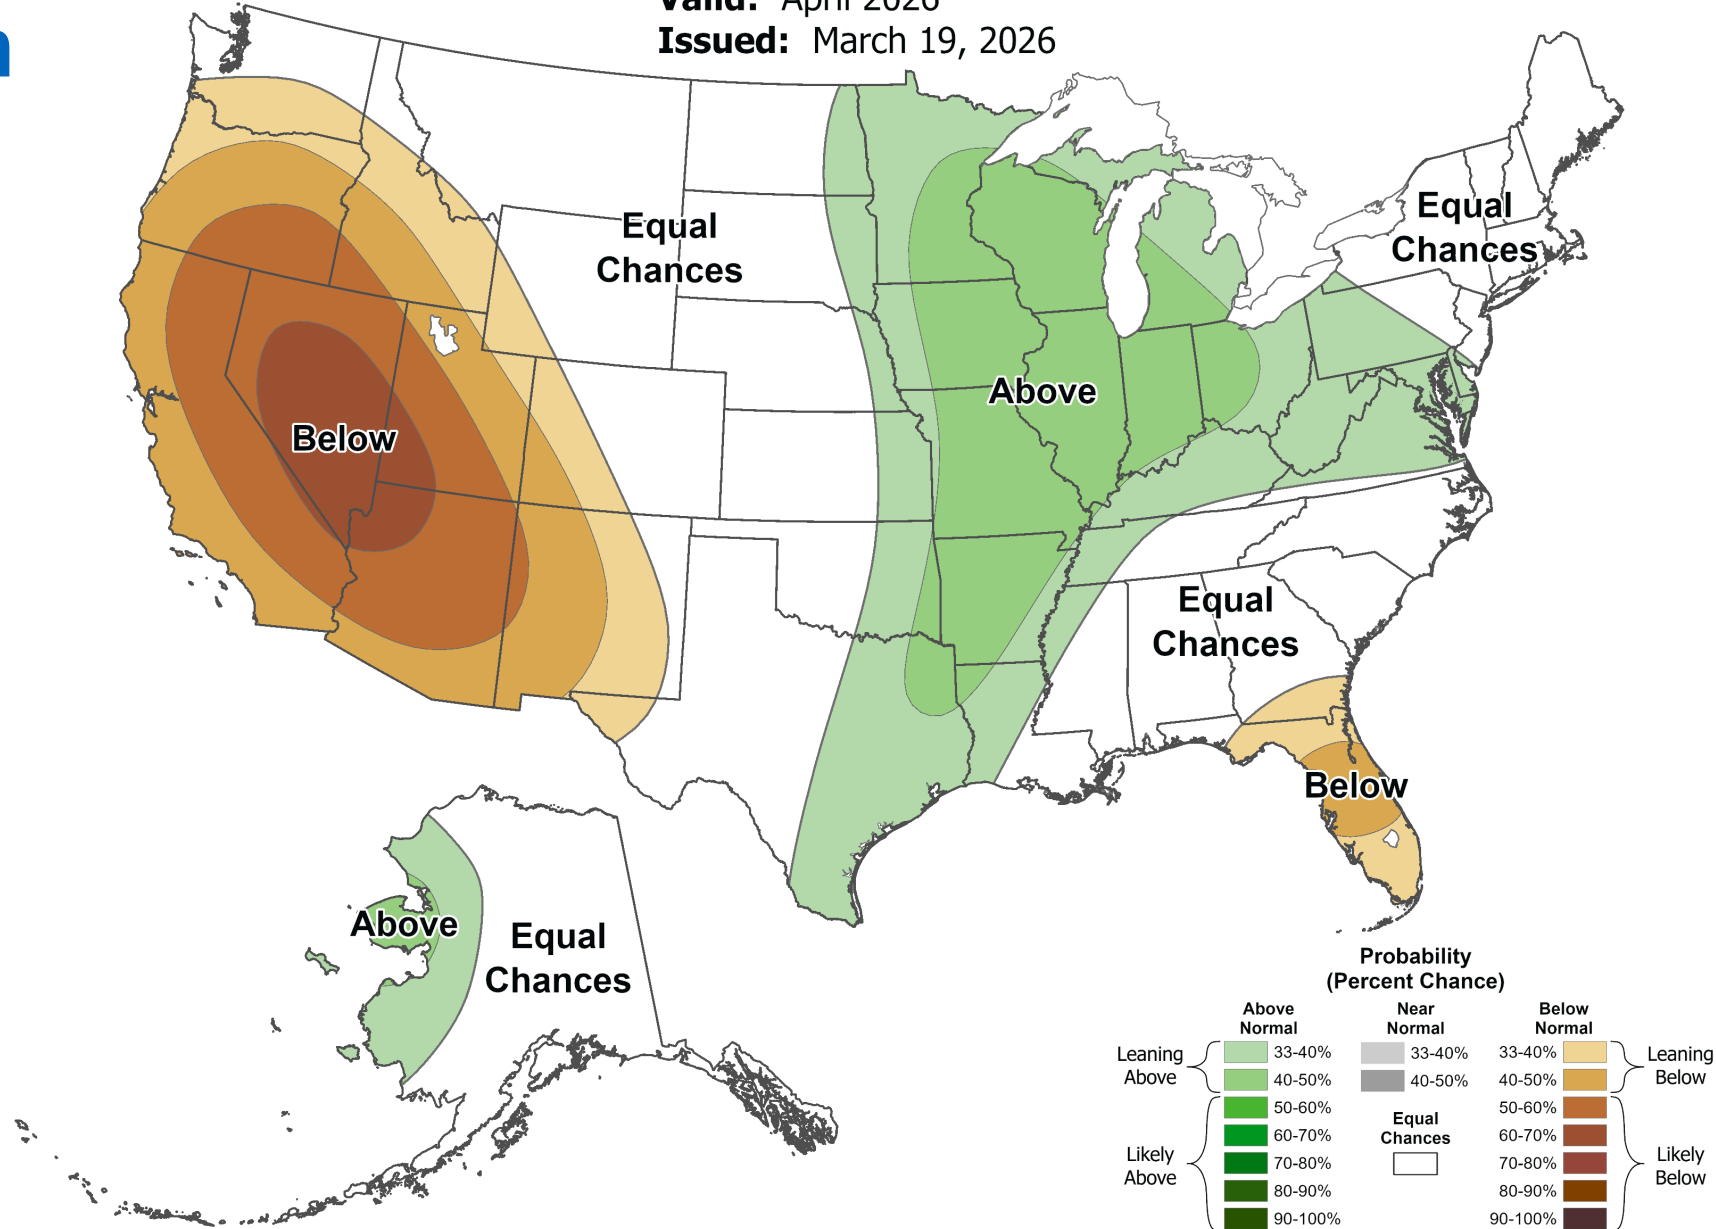 Valid: April 2026
Issued: March 19, 2026
Equal
Chances
Equal
Chances
Above
Below
Equal
Chances
Below
Above
Equal
Chances
Probability
(Percent Chance)
Above
Normal
Near
Normal
Below
Normal
Leaning
Above
33-40%
40-50%
33-40%
40-50%
33-40%
40-50%
Leaning
Below
Likely
Above
50-60%
60-70%
70-80%
80-90%
90-100%
Equal
Chances
50-60%
60-70%
70-80%
80-90%
90-100%
Likely
Below